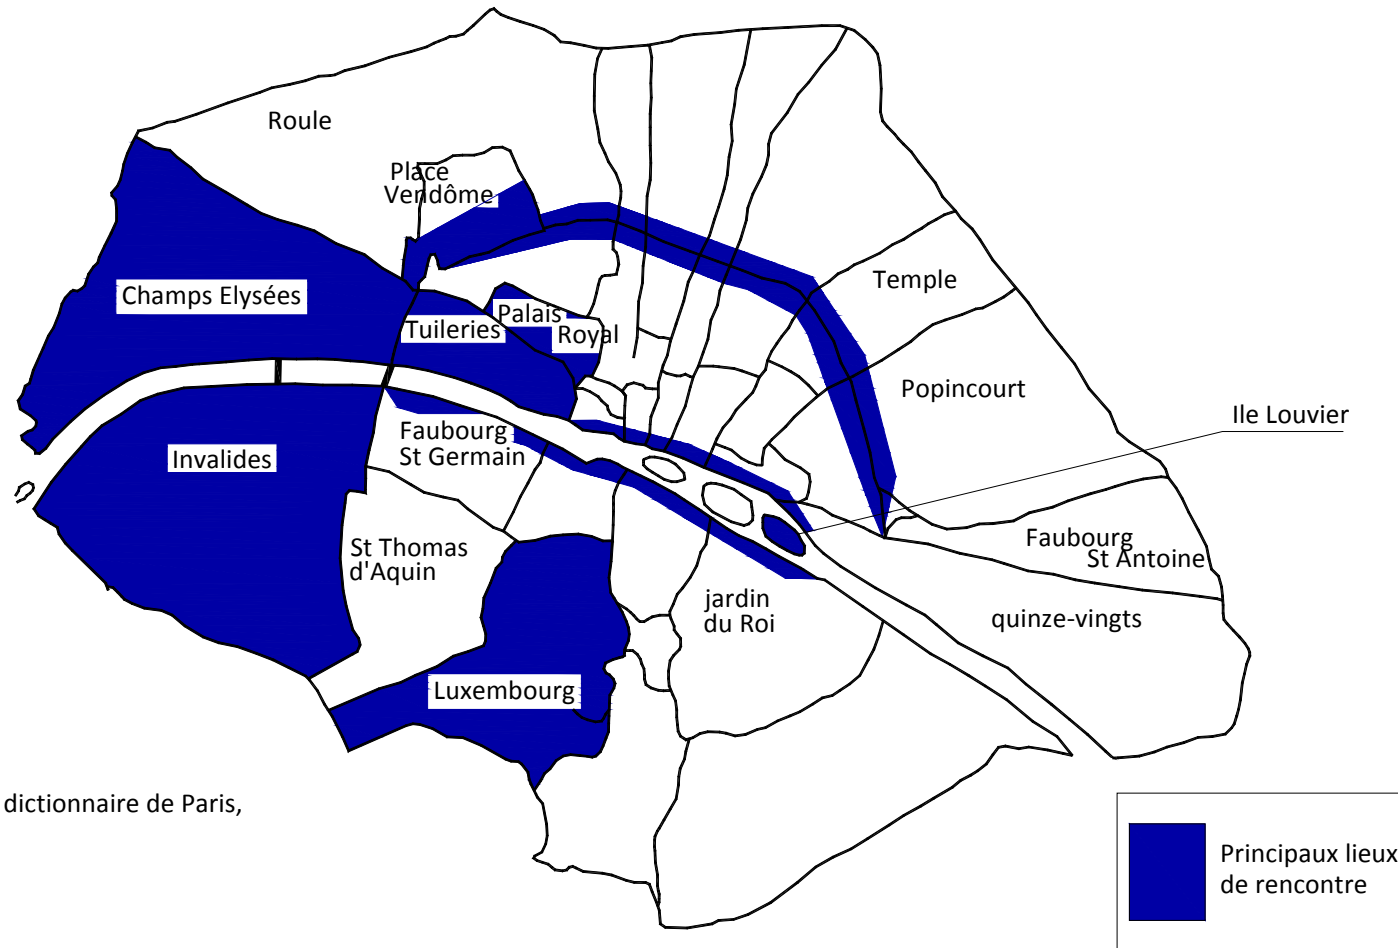 Roule
Place
Vendôme
Champs Elysées
Tuileries
Palais
Royal
Temple
Popincourt
Ile Louvier
Invalides
Faubourg
St Germain
St Thomas
d'Aquin
Faubourg
St Antoine
jardin
du Roi
quinze-vingts
Luxembourg
dictionnaire de Paris,
Principaux lieux
de rencontre